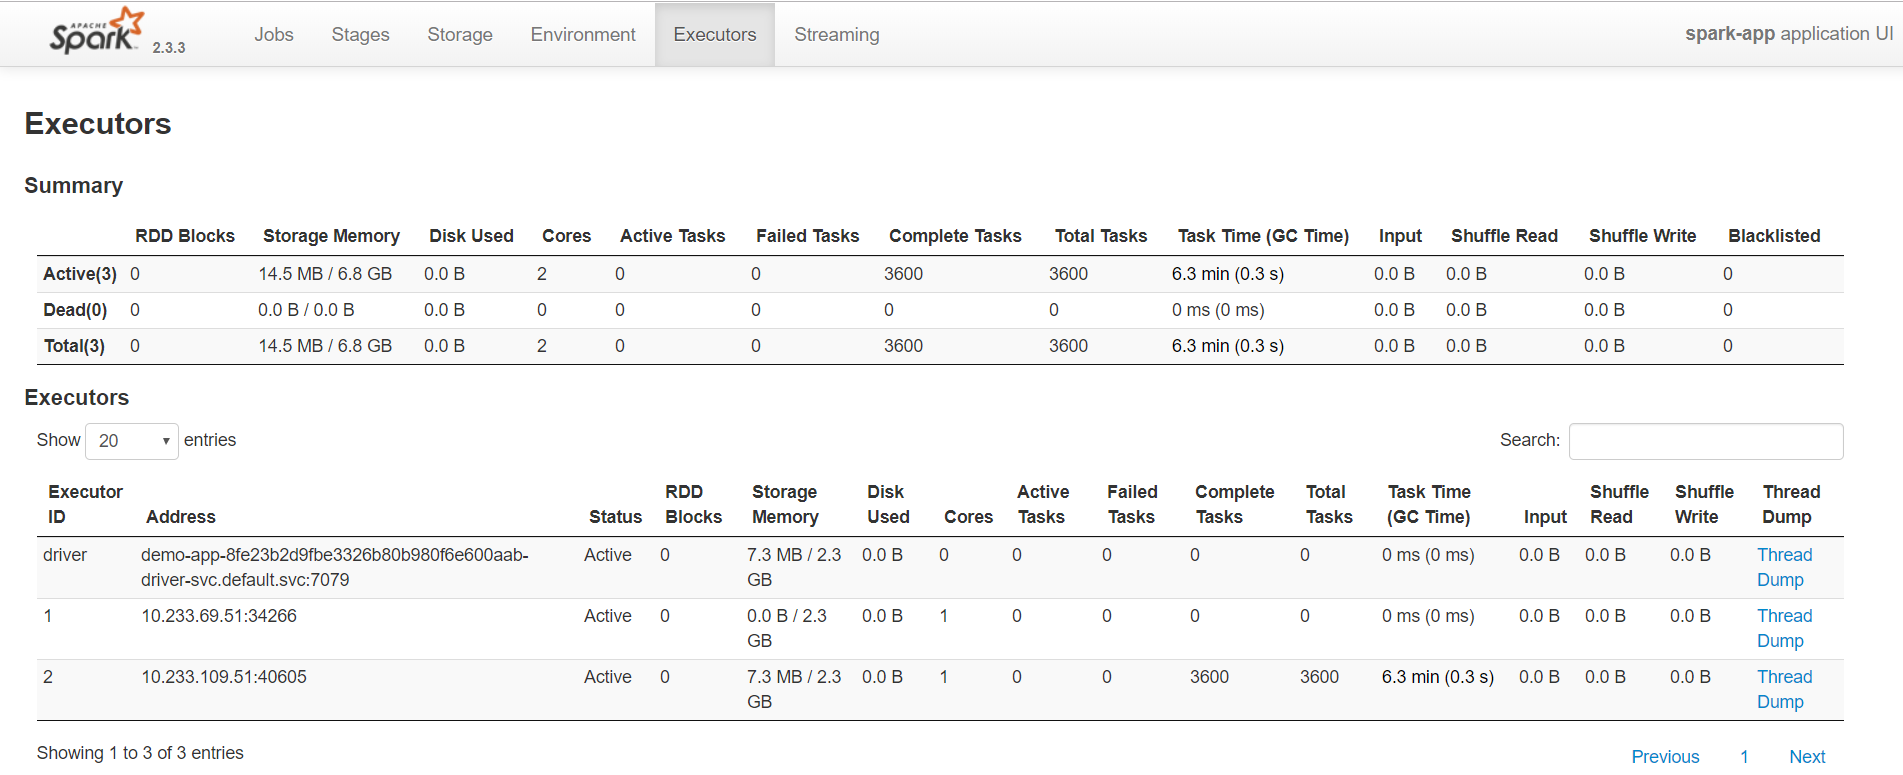 APACHE Spark 2.3.3 Jobs Stages Storage Environment Executors Streaming spark-app application UI
Executors
Summary
RDD Blocks Storage Memory Disk Used Cores Active Tasks Failed Tasks Complete Tasks Total Tasks Task Time (GC Time) Input Shuffle Read Shuffle Write Blacklisted
Active(3) 0 14.5 MB / 6.8 GB 0.0 B 2 0 0 3600 3600 6.3 min (0.3 s) 0.0 B 0.0 B 0.0 B 0
Dead(0) 0 0.0 B / 0.0 B 0.0 B 0 0 0 0 0 0 ms (0 ms) 0.0 B 0.0 B 0.0 B 0
Total(3) 0 14.5 MB / 6.8 GB 0.0 B 2 0 0 3600 3600 6.3 min (0.3 s) 0.0 B 0.0 B 0.0 B 0
Executors
Show 20 entries Search:
Executor RDD Storage Disk Active Failed Complete Total Task Time Shuffle Shuffle Thread
ID Address Status Blocks Memory Used Cores Tasks Tasks Tasks Tasks (GC Time) Input Read Write Dump
driver demo-app-8fe23b2d9fbe3326b80b980f6e600aab- Active 0 7.3 MB / 2.3 0.0 B 0 0 0 0 0 0 ms (0 ms) 0.0 B 0.0 B 0.0 B Thread
driver-svc.default.svc:7079 GB Dump
1 10.233.69.51:34266 Active 0 0.0 B / 2.3 0.0 B 1 0 0 0 0 0 ms (0 ms) 0.0 B 0.0 B 0.0 B Thread
GB Dump
2 10.233.109.51:40605 Active 0 7.3 MB / 2.3 0.0 B 1 0 0 3600 3600 6.3 min (0.3 s) 0.0 B 0.0 B 0.0 B Thread
GB Dump
Showing 1 to 3 of 3 entries Previous 1 Next